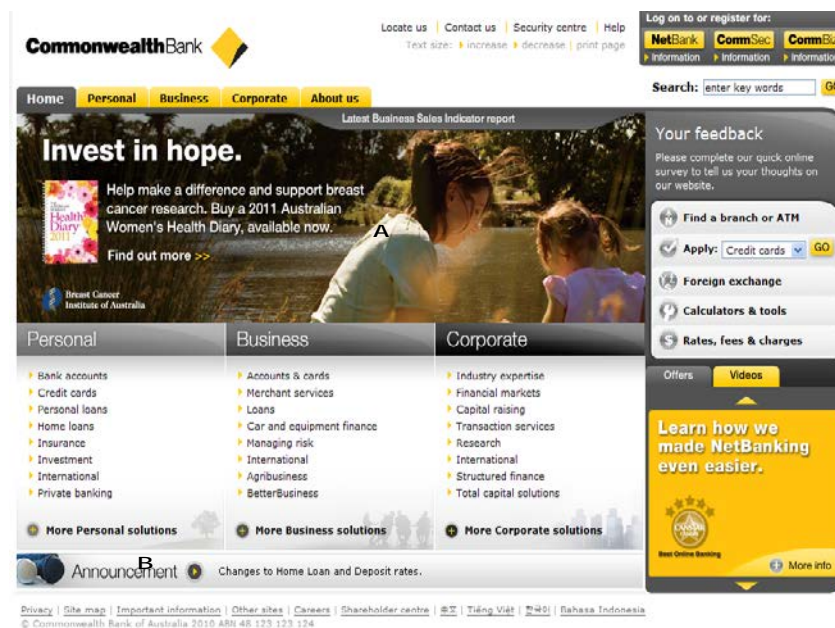 Locate us | Contact us | Security centre | Help
Text size: increase decrease | print page
Log on to or register for:
NetBank CommSec CommBiz
Information Information Information
CommonwealthBank
Search: enter key words GO
Home Personal Business Corporate About us
Latest Business Sales Indicator report
Invest in hope.
Help make a difference and support breast
cancer research. Buy a 2011 Australian
Women's Health Diary, available now.
Find out more >>
Health
Diary
2011
A
Breast Cancer
Institute of Australia
Your feedback
Please complete our quick online
survey to tell us your thoughts on
our website.
Find a branch or ATM
Apply: Credit cards GO
Foreign exchange
Calculators & tools
Rates, fees & charges
Personal
Bank accounts
Credit cards
Personal loans
Home loans
Insurance
Investment
International
Private banking
More Personal solutions
Business
Accounts & cards
Merchant services
Loans
Car and equipment finance
Managing risk
International
Agribusiness
BetterBusiness
More Business solutions
Corporate
Industry expertise
Financial markets
Capital raising
Transaction services
Research
International
Structured finance
Total capital solutions
More Corporate solutions
Offers Videos
Learn how we
made NetBanking
even easier.
CANSTAR
Best Online Banking
More info
B
Announcement Changes to Home Loan and Deposit rates.
Privacy | Site map | Important information | Other sites | Careers | Shareholder centre | 中文 | Tiếng Việt | 한국어 | Bahasa Indonesia
© Commonwealth Bank of Australia 2010 ABN 48 123 123 124